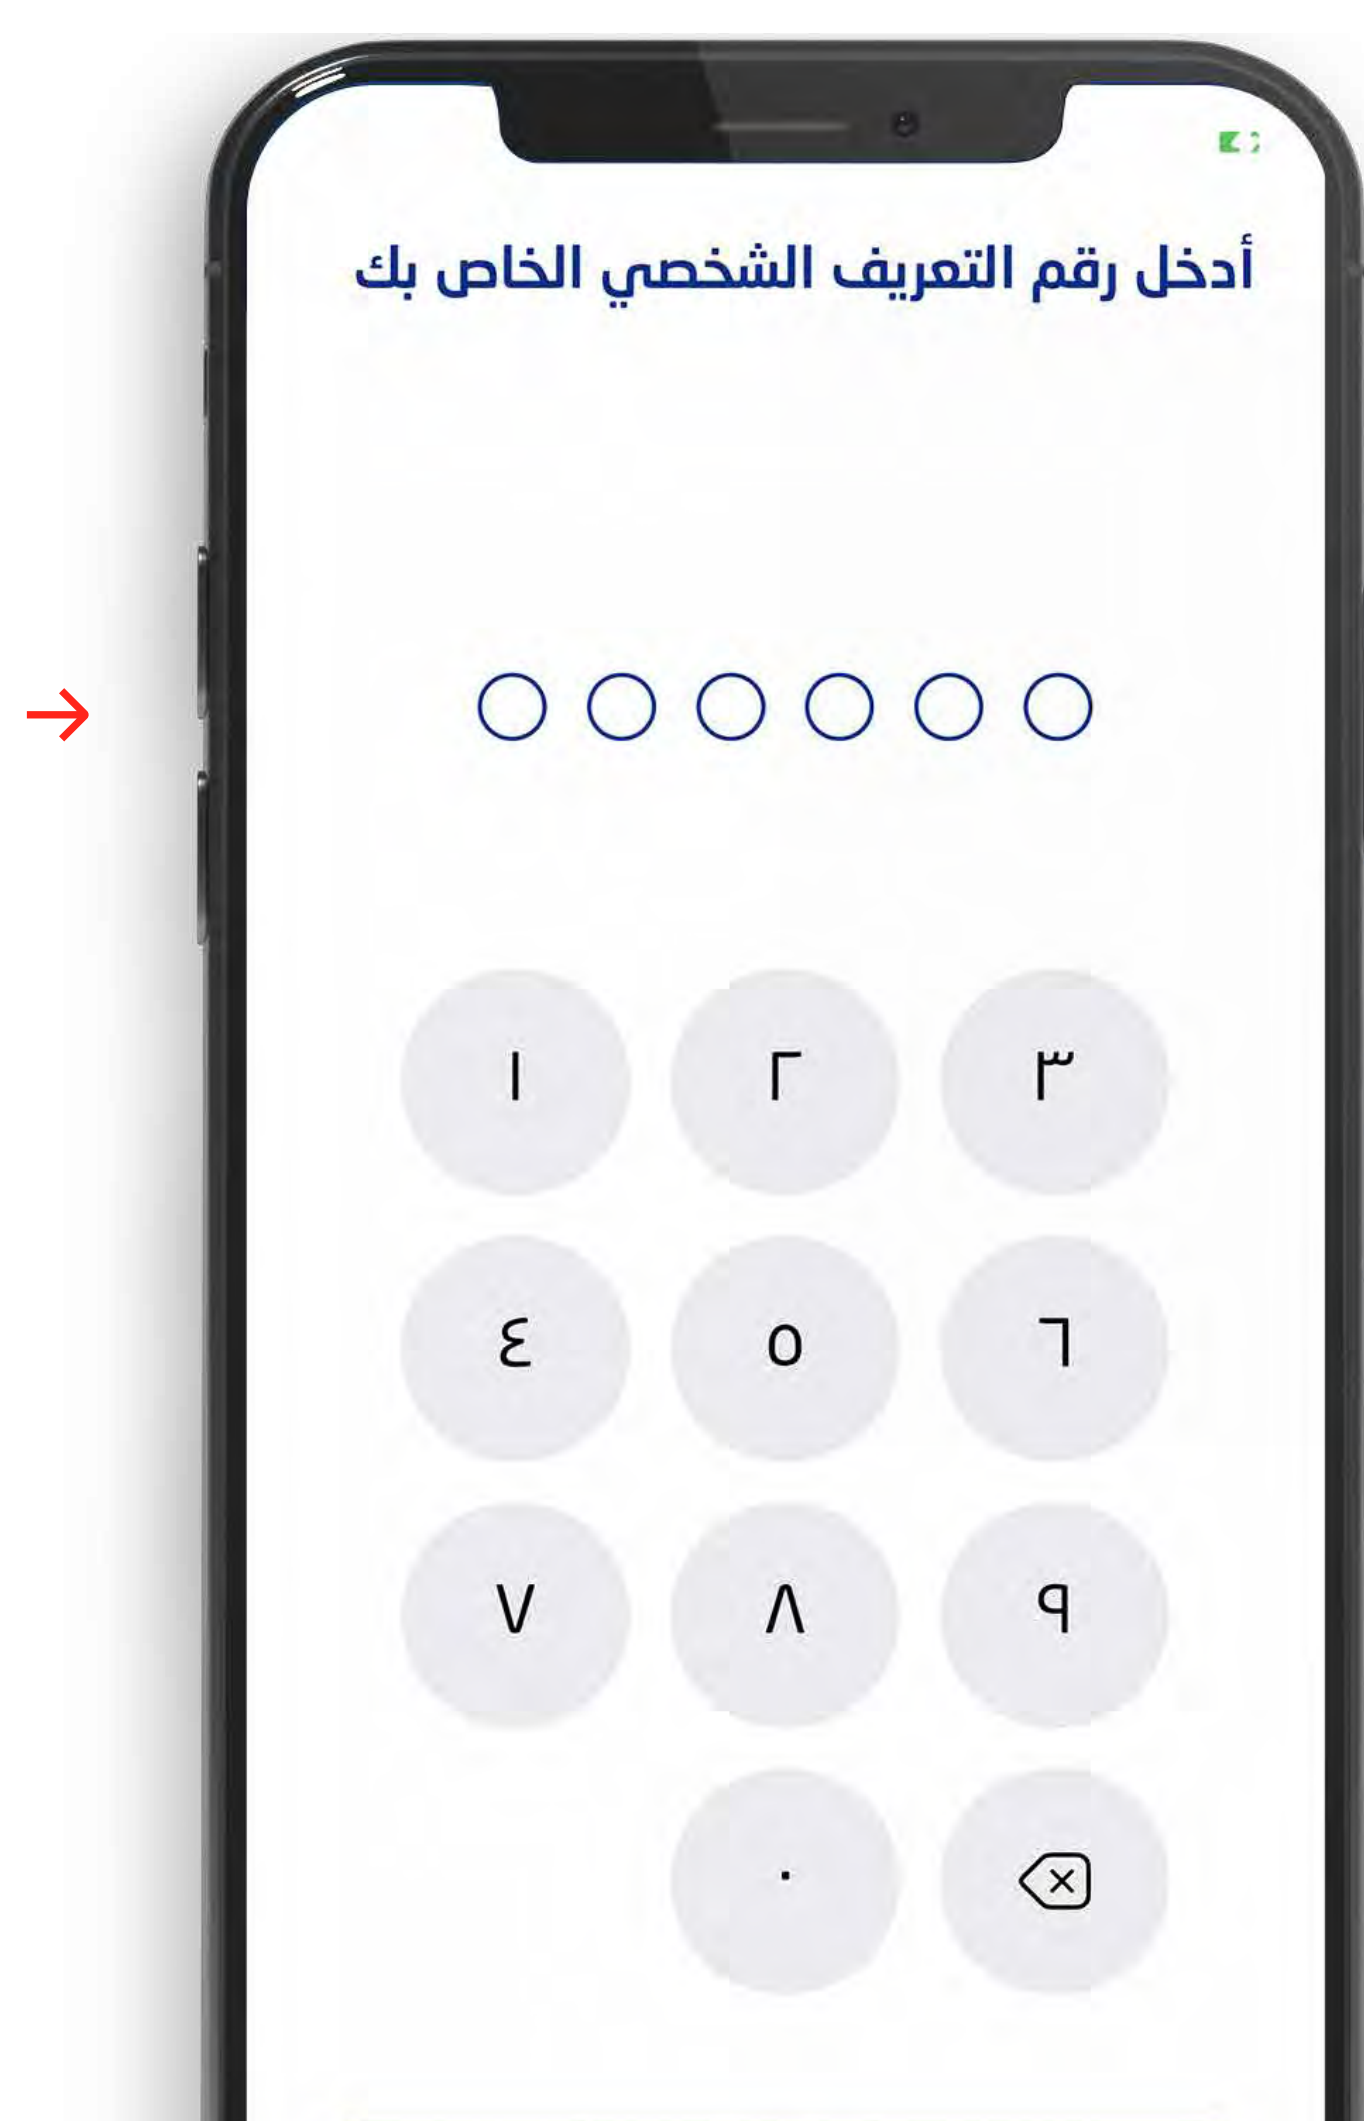 أدخل رقم التعريف الشخصي الخاص بك
١ ٢ ٣
٤ ٥ ٦
٧ ٨ ٩
٠